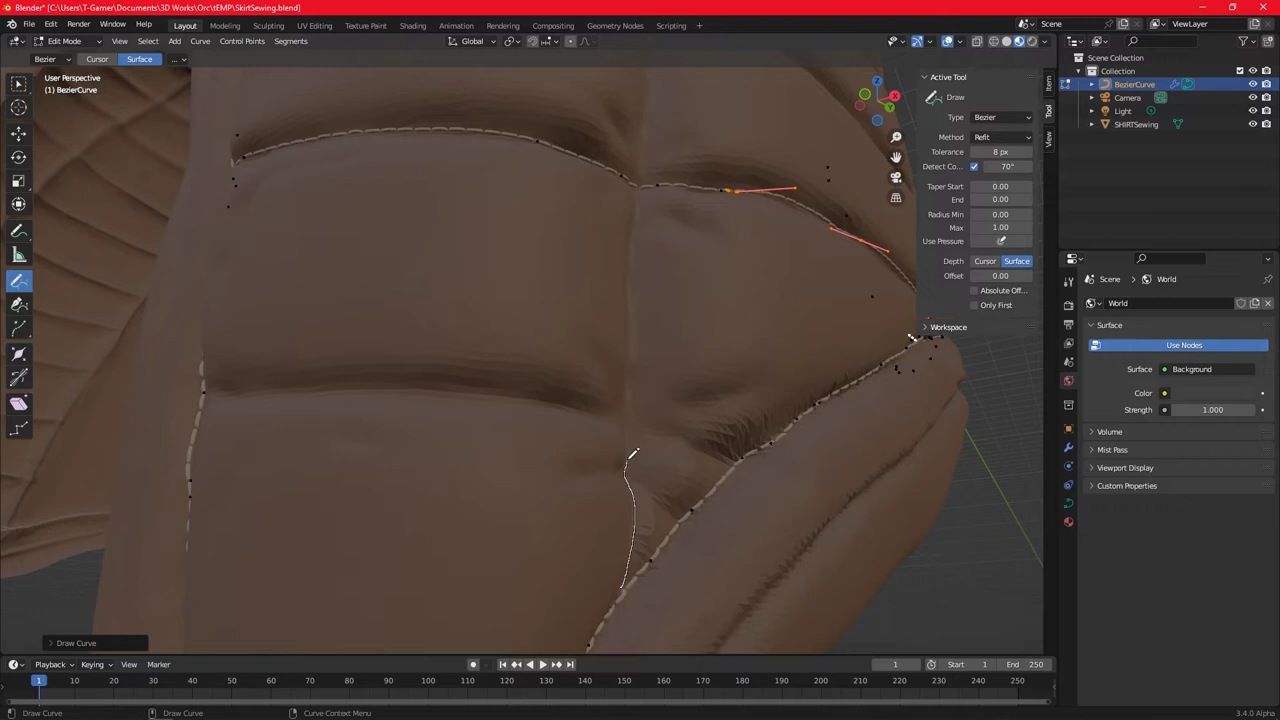 Blender* [C:\Users\T-Gamer\Documents\3D Works\Orc\tEMP\SkirtSewing.blend]
File Edit Render Window Help Layout Modeling Sculpting UV Editing Texture Paint Shading Animation Rendering Compositing Geometry Nodes Scripting Scene ViewLayer
Edit Mode View Select Add Curve Control Points Segments Global
Bezier Cursor Surface ...
User Perspective
(1) BezierCurve
Active Tool
Draw
Type Bezier
Method Refit
Tolerance 8 px
Detect Co... 70°
Taper Start 0.00
End 0.00
Radius Min 0.00
Max 1.00
Use Pressure
Depth Cursor Surface
Offset 0.00
Absolute Off...
Only First
Workspace
Item
Tool
View
Scene Collection
Collection
BezierCurve
Camera
Light
SHIRTSewing
Scene World
World
Surface
Use Nodes
Surface Background
Color
Strength 1.000
Volume
Mist Pass
Viewport Display
Custom Properties
Draw Curve
Playback Keying View Marker 1 Start 1 End 250
1 10 20 30 40 50 60 70 80 90 100 110 120 130 140 150 160 170 180 190 200 210 220 230 240 250
Draw Curve Draw Curve Curve Context Menu 3.4.0 Alpha